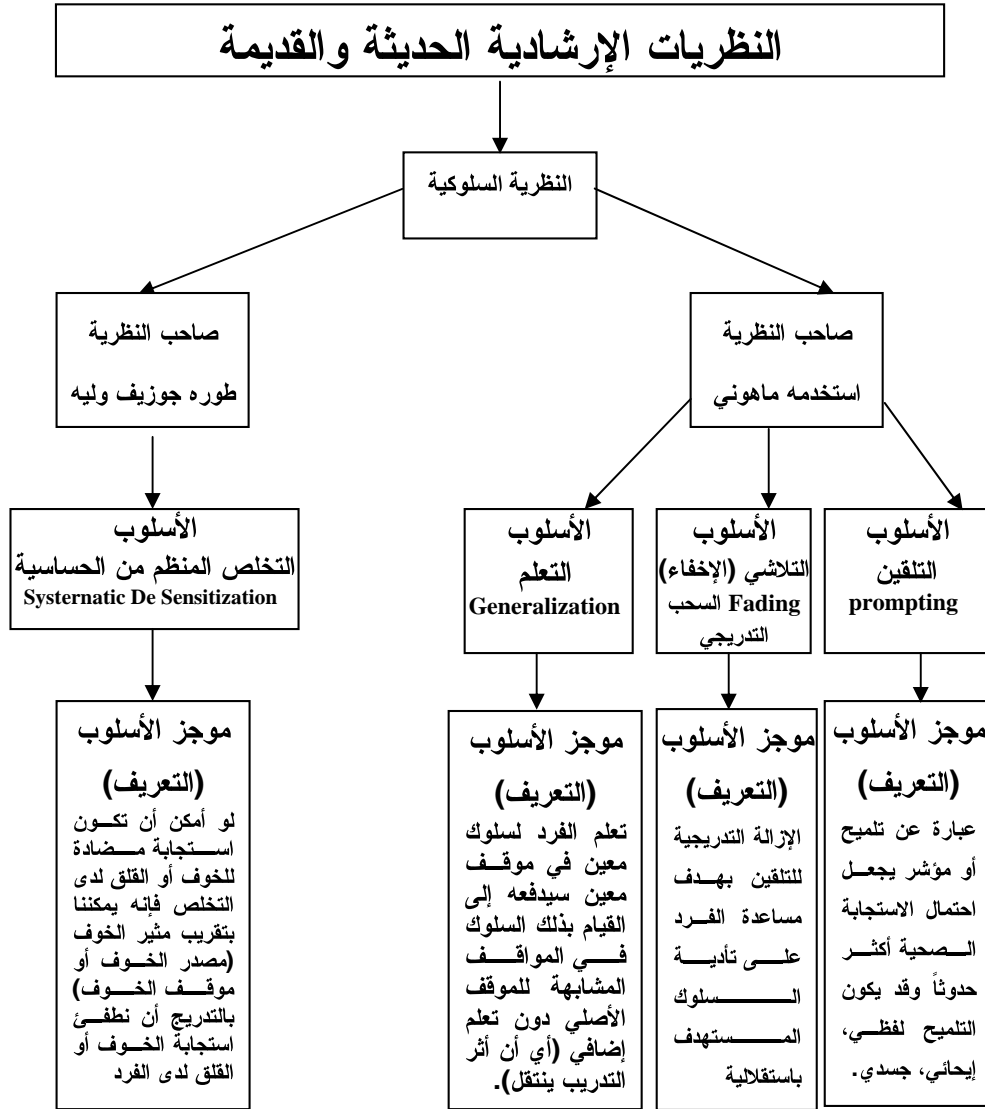 النظريات الإرشادية الحديثة والقديمة
النظرية السلوكية
صاحب النظرية
استخدمه ماهوني
صاحب النظرية
طوره جوزيف وليه
الأسلوب
التلقين
prompting
الأسلوب
التلاشي (الإخفاء)
Fading السحب
التدريجي
الأسلوب
التعلم
Generalization
الأسلوب
التخلص المنظم من الحساسية
Systernatic De Sensitization
موجز الأسلوب
(التعريف)
عبارة عن تلميح
أو مؤشر يجعل
احتمال الاستجابة
الصحية أكثر
حدوثاً وقد يكون
التلميح لفظي،
إيحائي، جسدي.
موجز الأسلوب
(التعريف)
الإزالة التدريجية
للتلقين بهدف
مساعدة الفرد
على تأدية
السلوك
المستهدف
باستقلالية
موجز الأسلوب
(التعريف)
تعلم الفرد لسلوك
معين في موقف
معين سيدفعه إلى
القيام بذلك السلوك
في المواقف
المشابهة للموقف
الأصلي دون تعلم
إضافي (أي أن أثر
التدريب ينتقل).
موجز الأسلوب
(التعريف)
لو أمكن أن تكون
استجابة مضادة
للخوف أو القلق لدى
التخلص فإنه يمكننا
بتقريب مثير الخوف
(مصدر الخوف أو
موقف الخوف)
بالتدريج أن نطفئ
استجابة الخوف أو
القلق لدى الفرد